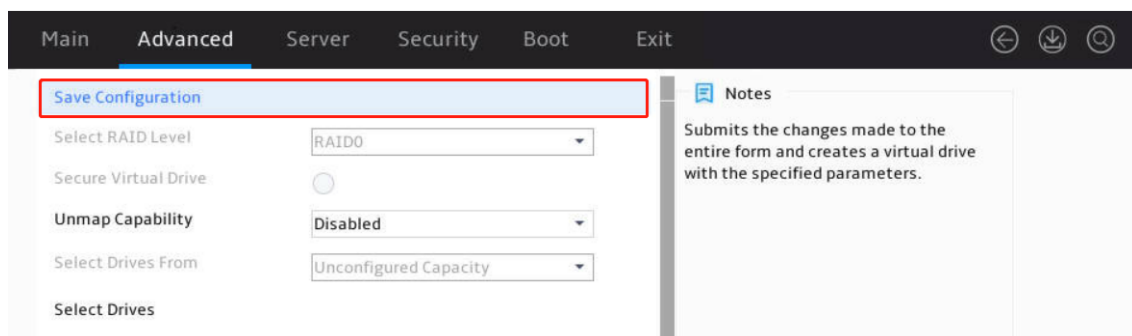 Main Advanced Server Security Boot Exit
Save Configuration
Select RAID Level RAID0
Secure Virtual Drive
Unmap Capability Disabled
Select Drives From Unconfigured Capacity
Select Drives
Notes
Submits the changes made to the
entire form and creates a virtual drive
with the specified parameters.